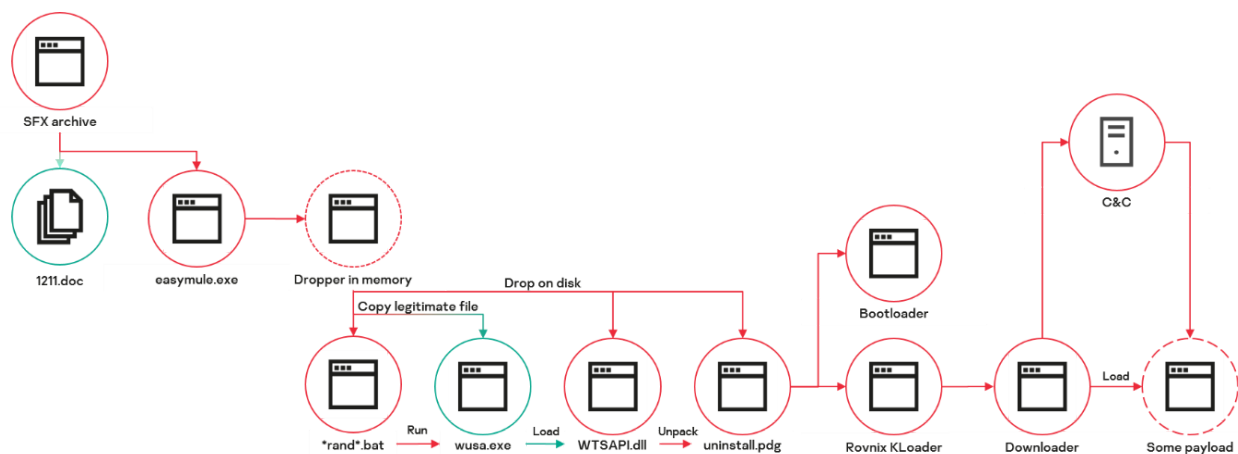 SFX archive
1211.doc
easymule.exe
Dropper in memory
Drop on disk
Copy legitimate file
*rand*.bat
Run
wusa.exe
Load
WTSAPI.dll
Unpack
uninstall.pdg
Bootloader
Rovnix KLoader
Downloader
C&C
Load
Some payload